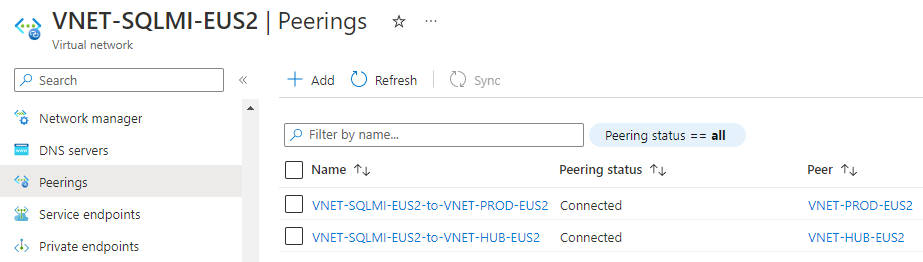 VNET-SQLMI-EUS2 | Peerings ☆ ...
Virtual network
Search «
Network manager
DNS servers
Peerings
Service endpoints
Private endpoints
+ Add Refresh Sync
Filter by name...
Peering status == all
Name ↑↓ Peering status ↑↓ Peer ↑↓
VNET-SQLMI-EUS2-to-VNET-PROD-EUS2 Connected VNET-PROD-EUS2
VNET-SQLMI-EUS2-to-VNET-HUB-EUS2 Connected VNET-HUB-EUS2